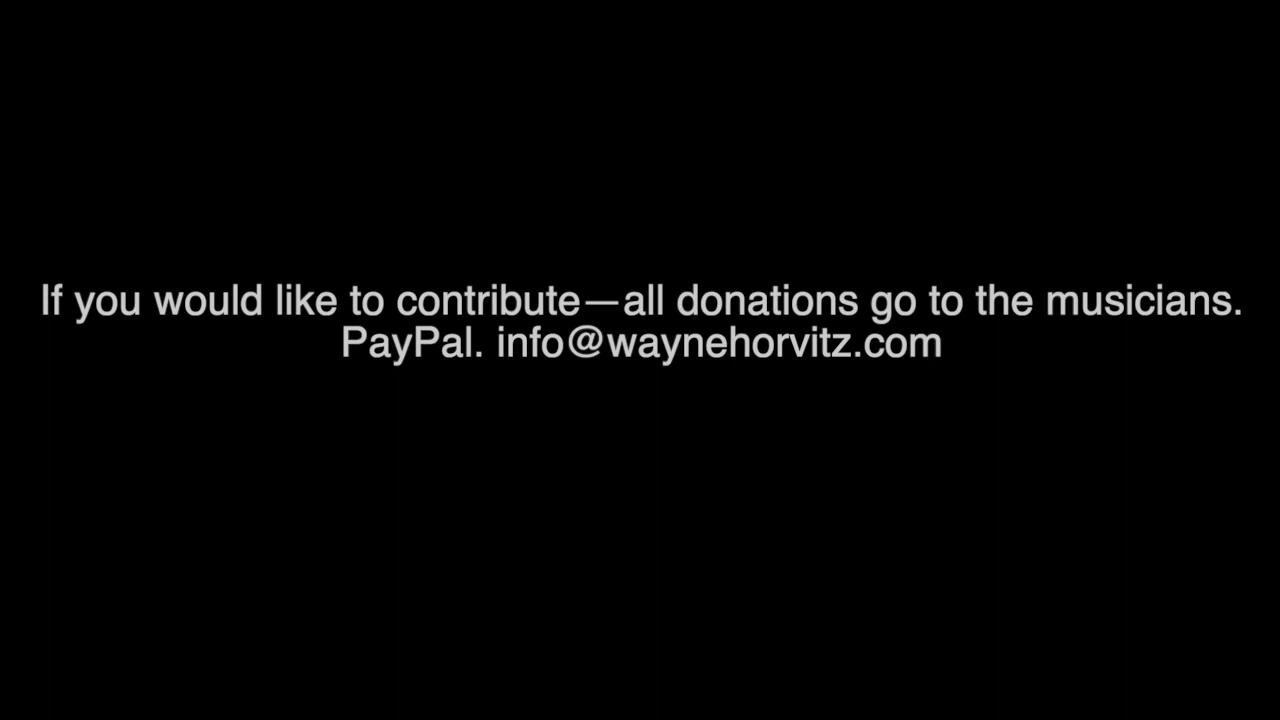 If you would like to contribute—all donations go to the musicians.
PayPal. info@waynehorvitz.com